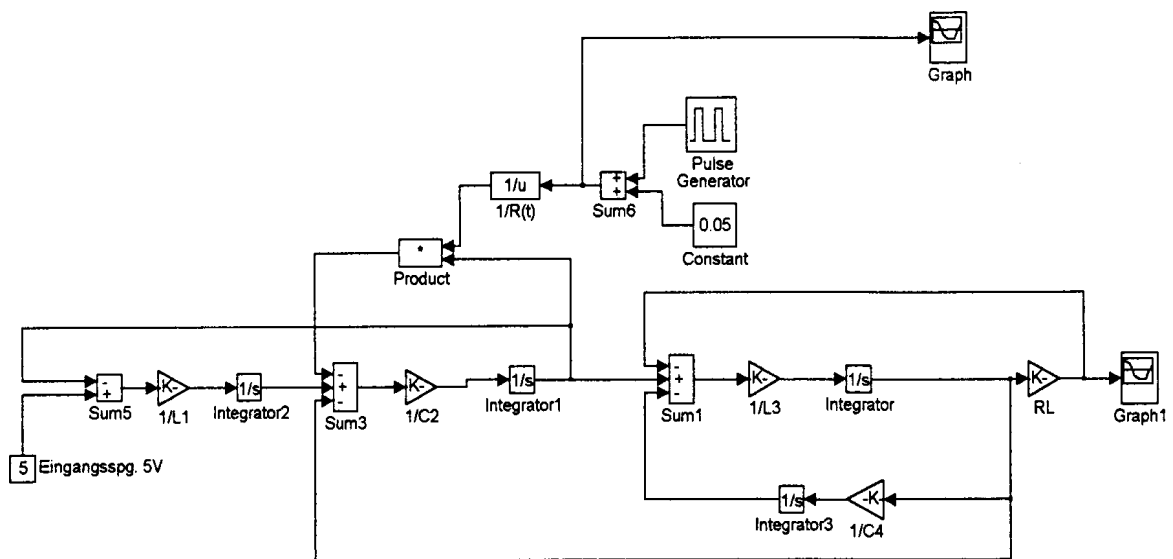 Graph
Pulse
Generator
1/u
1/R(t)
+
+
Sum6
0.05
Constant
*
Product
-
+
Sum5
K-
1/L1
1/s
Integrator2
-
+
-
Sum3
K-
1/C2
1/s
Integrator1
-
+
-
Sum1
K-
1/L3
1/s
Integrator
K-
RL
Graph1
5
Eingangsspg. 5V
1/s
Integrator3
-K
1/C4